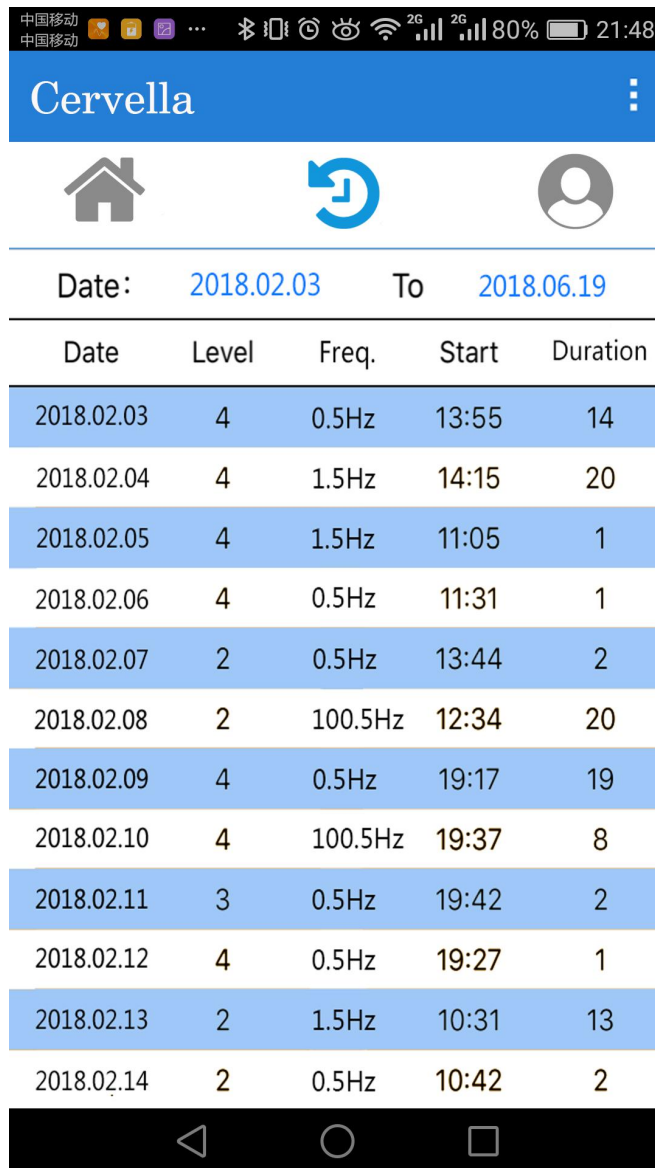 中国移动
中国移动 ... 2G 2G 80% 21:48
Cervella
Date: 2018.02.03 To 2018.06.19
Date Level Freq. Start Duration
2018.02.03 4 0.5Hz 13:55 14
2018.02.04 4 1.5Hz 14:15 20
2018.02.05 4 1.5Hz 11:05 1
2018.02.06 4 0.5Hz 11:31 1
2018.02.07 2 0.5Hz 13:44 2
2018.02.08 2 100.5Hz 12:34 20
2018.02.09 4 0.5Hz 19:17 19
2018.02.10 4 100.5Hz 19:37 8
2018.02.11 3 0.5Hz 19:42 2
2018.02.12 4 0.5Hz 19:27 1
2018.02.13 2 1.5Hz 10:31 13
2018.02.14 2 0.5Hz 10:42 2